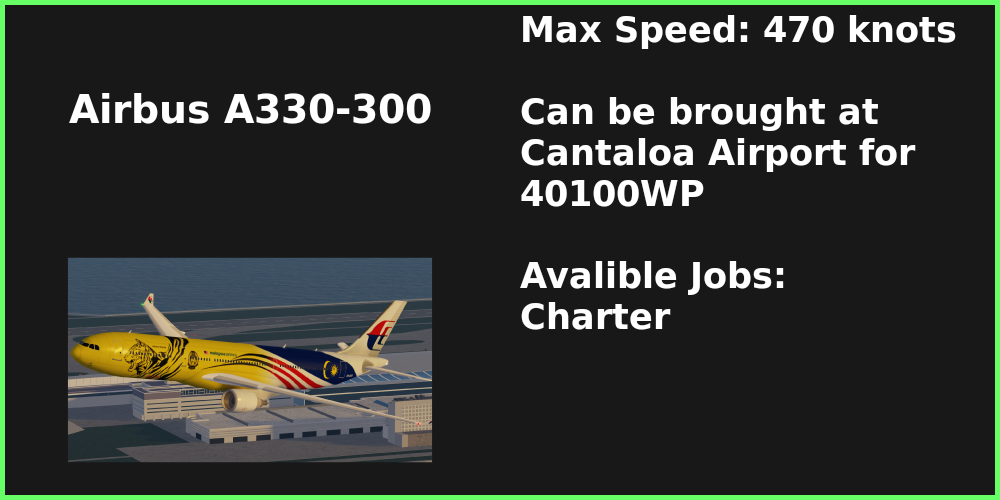 Airbus A330-300
Max Speed: 470 knots
Can be brought at
Cantaloa Airport for
40100WP
Avalible Jobs:
Charter